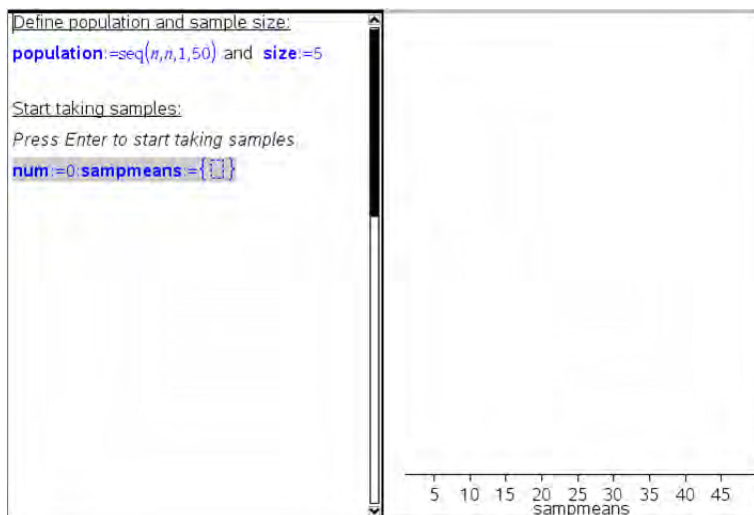 Define population and sample size:
population:=seq(n,n,1,50) and size:=5
Start taking samples:
Press Enter to start taking samples
num:=0:sampmeans:={}
5 10 15 20 25 30 35 40 45
sampmeans